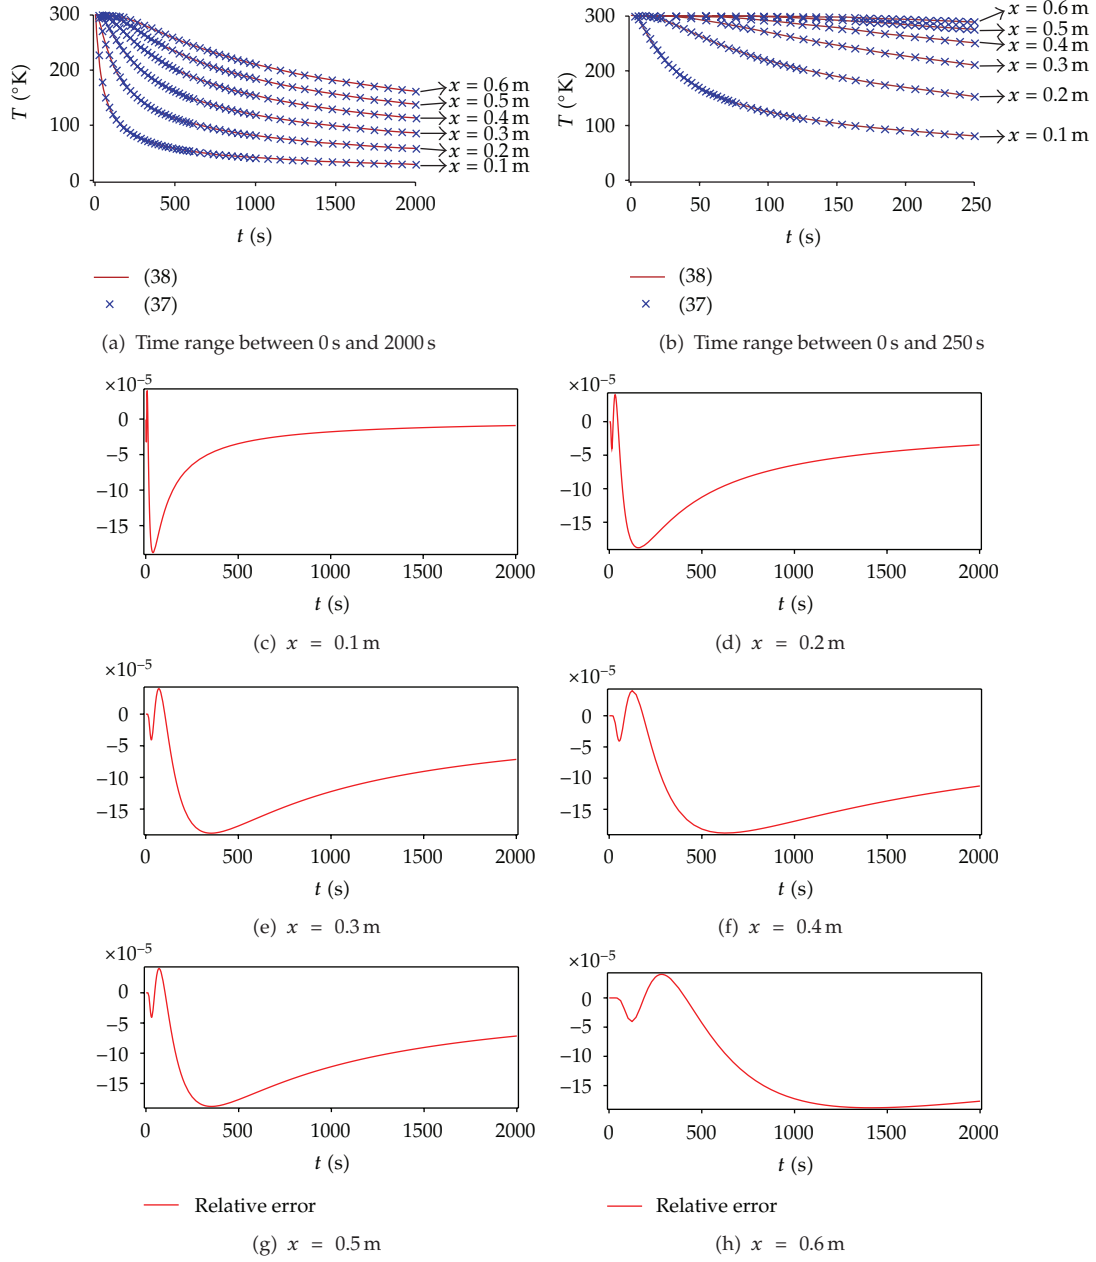 300
200
100
0
T (°K)
x = 0.6 m
x = 0.5 m
x = 0.4 m
x = 0.3 m
x = 0.2 m
x = 0.1 m
0 500 1000 1500 2000
t (s)
(38)
(37)
(a) Time range between 0 s and 2000 s
300
200
100
0
T (°K)
x = 0.6 m
x = 0.5 m
x = 0.4 m
x = 0.3 m
x = 0.2 m
x = 0.1 m
0 50 100 150 200 250
t (s)
(38)
(37)
(b) Time range between 0 s and 250 s
×10−5
0
−5
−10
−15
0 500 1000 1500 2000
t (s)
(c) x = 0.1 m
×10−5
0
−5
−10
−15
0 500 1000 1500 2000
t (s)
(d) x = 0.2 m
×10−5
0
−5
−10
−15
0 500 1000 1500 2000
t (s)
(e) x = 0.3 m
×10−5
0
−5
−10
−15
0 500 1000 1500 2000
t (s)
(f) x = 0.4 m
×10−5
0
−5
−10
−15
0 500 1000 1500 2000
t (s)
Relative error
(g) x = 0.5 m
×10−5
0
−5
−10
−15
0 500 1000 1500 2000
t (s)
Relative error
(h) x = 0.6 m